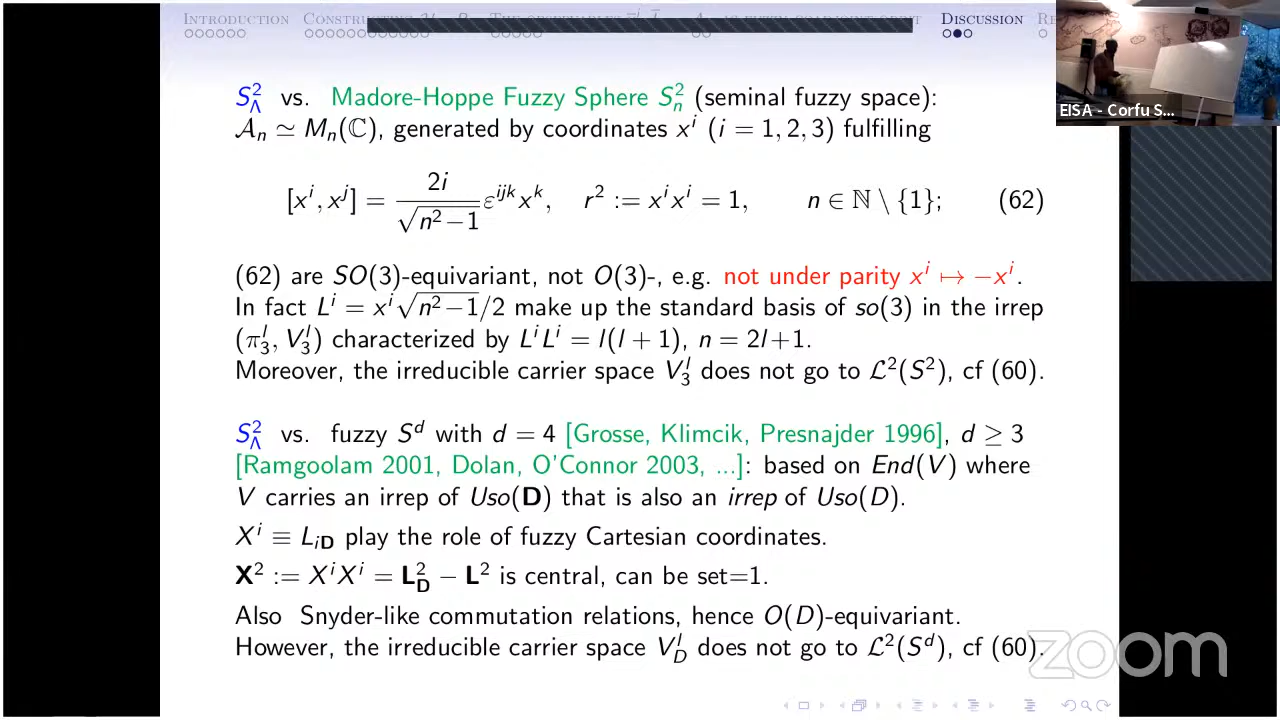 INTRODUCTION DISCUSSION
EISA - Corfu S...
S²_Λ vs. Madore-Hoppe Fuzzy Sphere S²_n (seminal fuzzy space):
𝒜_n ≃ M_n(ℂ), generated by coordinates x^i (i = 1, 2, 3) fulfilling
[x^i, x^j] = 2i/√(n²−1) ε^{ijk} x^k, r² := x^i x^i = 1, n ∈ ℕ \ {1}; (62)
(62) are SO(3)-equivariant, not O(3)-, e.g. not under parity x^i ↦ −x^i.
In fact L^i = x^i √(n²−1)/2 make up the standard basis of so(3) in the irrep
(π^l_3, V^l_3) characterized by L^i L^i = l(l + 1), n = 2l+1.
Moreover, the irreducible carrier space V^l_3 does not go to ℒ²(S²), cf (60).
S²_Λ vs. fuzzy S^d with d = 4 [Grosse, Klimcik, Presnajder 1996], d ≥ 3
[Ramgoolam 2001, Dolan, O'Connor 2003, ...]: based on End(V) where
V carries an irrep of Uso(D) that is also an irrep of Uso(D).
X^i ≡ L_{iD} play the role of fuzzy Cartesian coordinates.
X² := X^i X^i = L²_D − L² is central, can be set=1.
Also Snyder-like commutation relations, hence O(D)-equivariant.
However, the irreducible carrier space V^l_D does not go to ℒ²(S^d), cf (60).
zoom